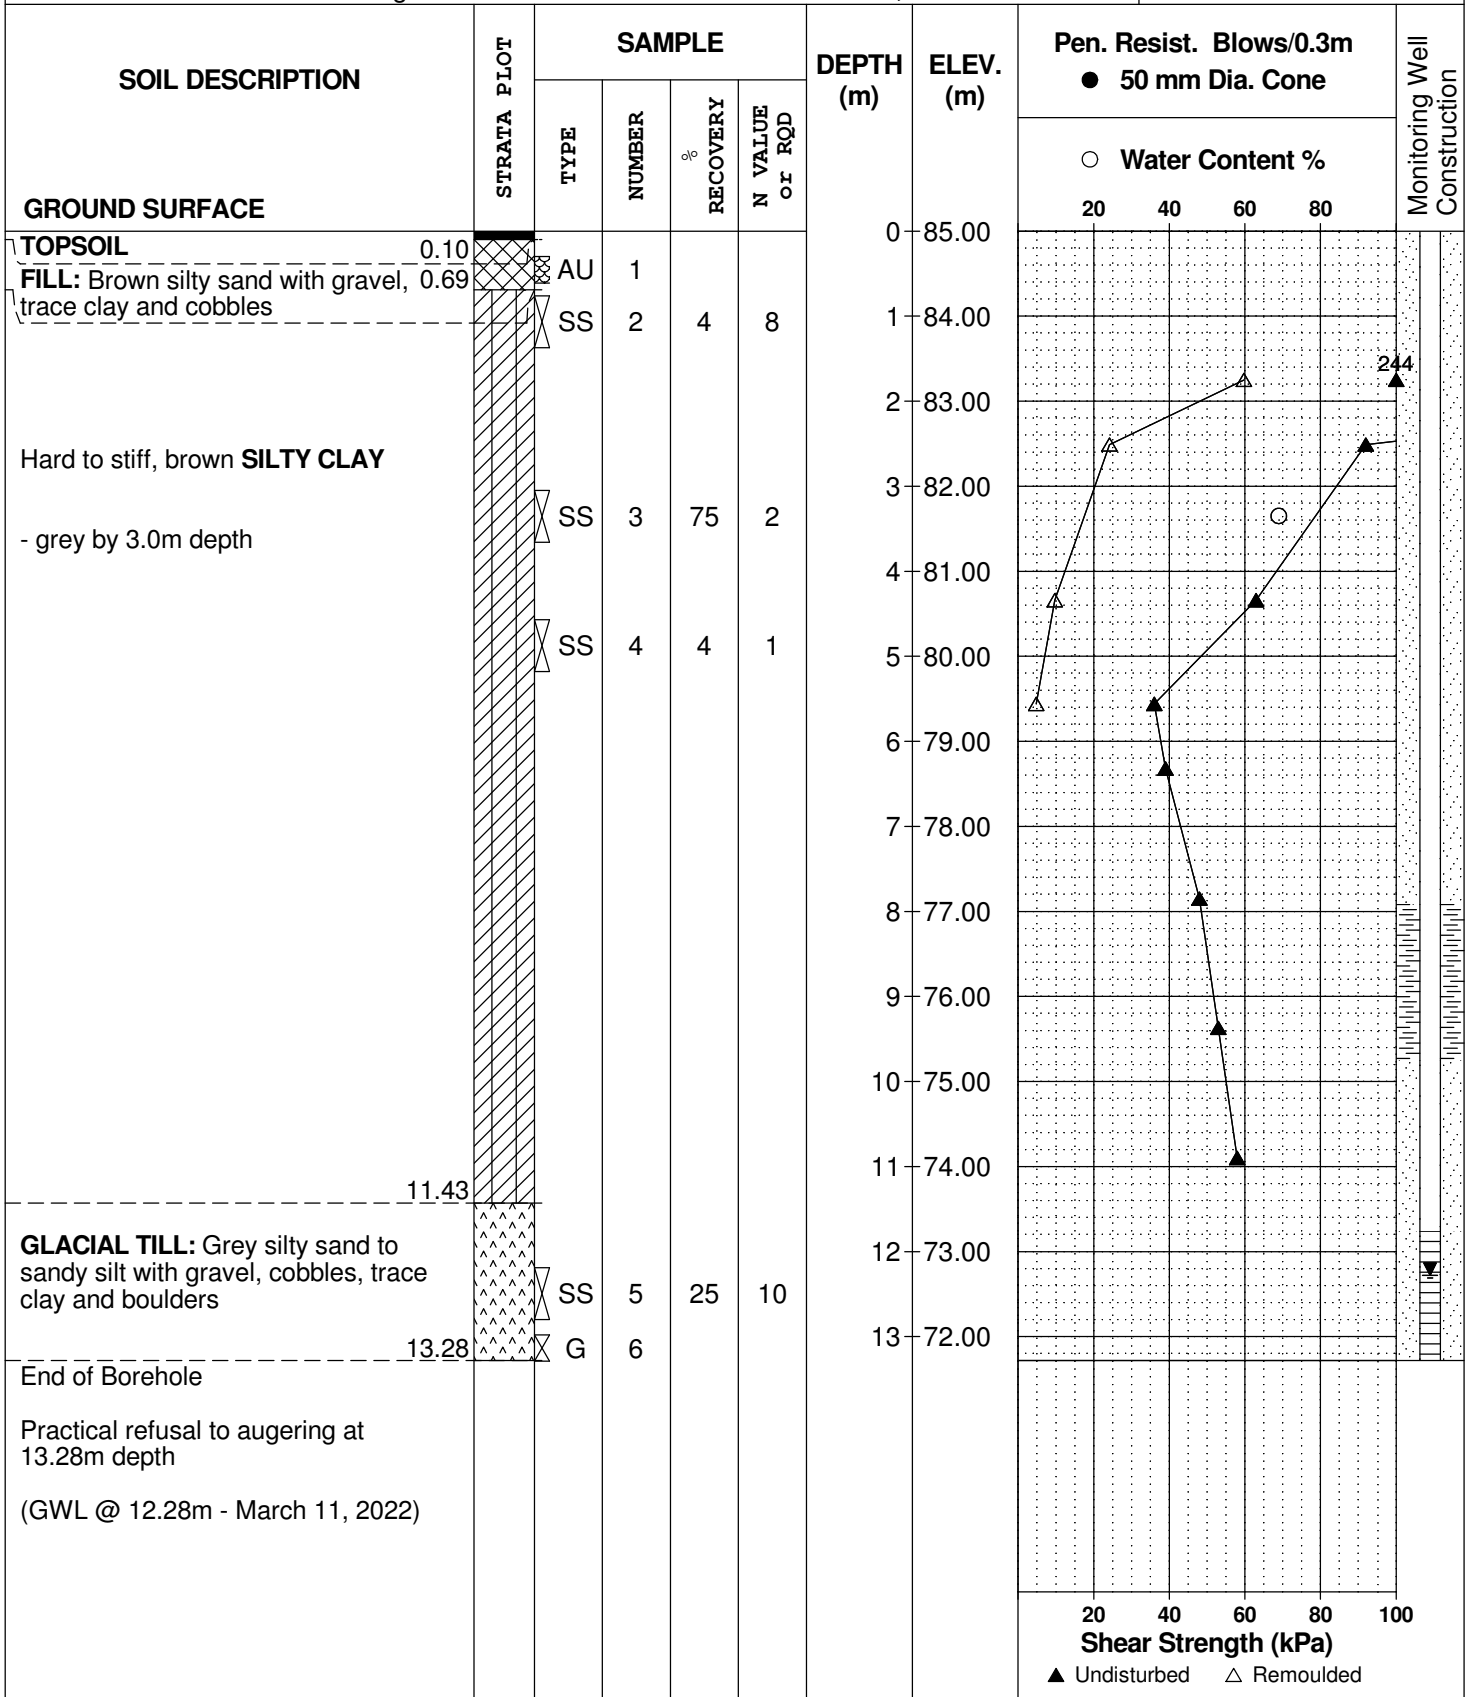 SOIL DESCRIPTION
GROUND SURFACE
STRATA PLOT
SAMPLE
TYPE
NUMBER
% RECOVERY
N VALUE or RQD
DEPTH (m)
ELEV. (m)
Pen. Resist. Blows/0.3m
● 50 mm Dia. Cone
○ Water Content %
20 40 60 80
Monitoring Well Construction
0 85.00
TOPSOIL 0.10
FILL: Brown silty sand with gravel, 0.69
trace clay and cobbles
AU 1
SS 2 4 8
1 84.00
244
2 83.00
Hard to stiff, brown SILTY CLAY
3 82.00
SS 3 75 2
- grey by 3.0m depth
4 81.00
SS 4 4 1
5 80.00
6 79.00
7 78.00
8 77.00
9 76.00
10 75.00
11 74.00
11.43
GLACIAL TILL: Grey silty sand to
sandy silt with gravel, cobbles, trace
clay and boulders
12 73.00
SS 5 25 10
13 72.00
13.28
G 6
End of Borehole
Practical refusal to augering at
13.28m depth
(GWL @ 12.28m - March 11, 2022)
20 40 60 80 100
Shear Strength (kPa)
▲ Undisturbed △ Remoulded